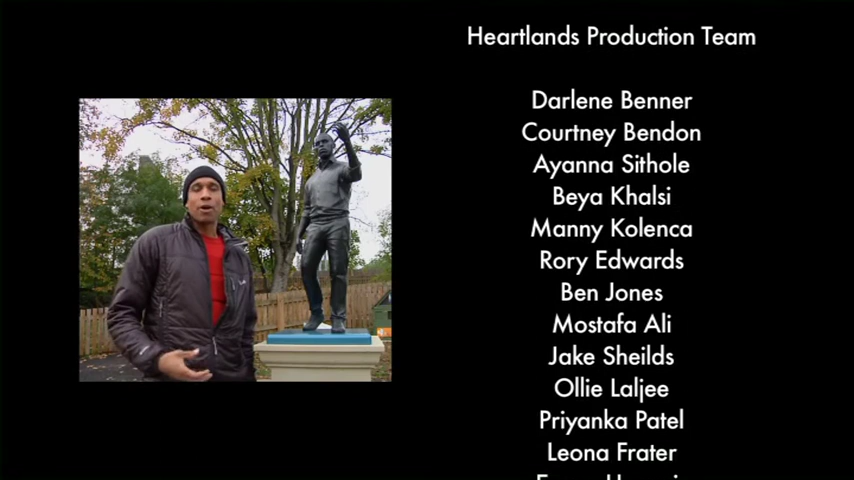 Heartlands Production Team
Darlene Benner
Courtney Bendon
Ayanna Sithole
Beya Khalsi
Manny Kolenca
Rory Edwards
Ben Jones
Mostafa Ali
Jake Sheilds
Ollie Laljee
Priyanka Patel
Leona Frater